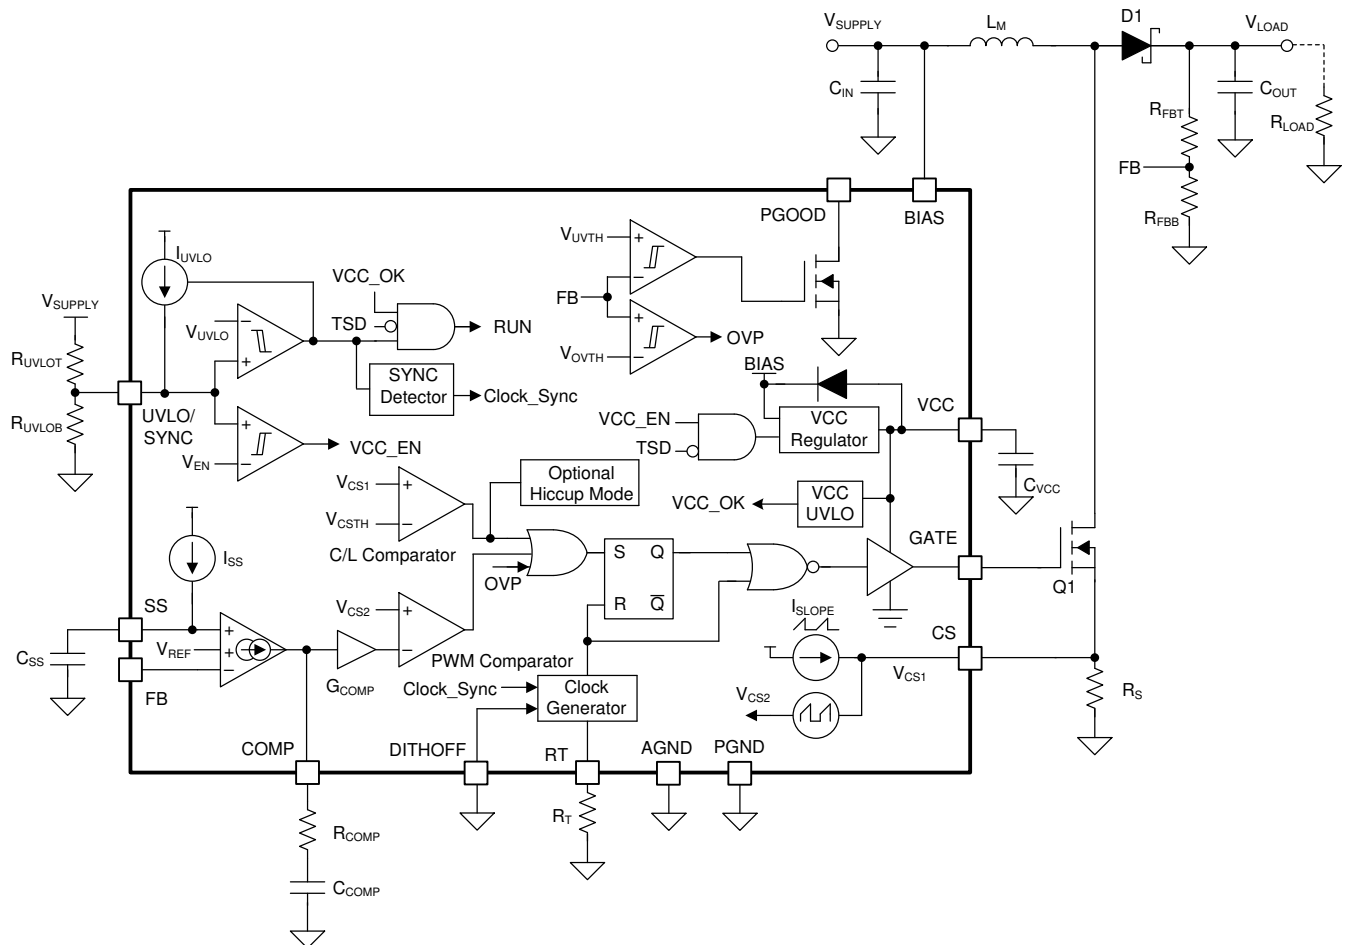 VSUPPLY
LM
D1
VLOAD
CIN
RFBT
COUT
RLOAD
FB
RFBB
PGOOD
BIAS
IUVLO
VUVTH
VCC_OK
FB
VSUPPLY
VUVLO
TSD
RUN
OVP
VOVTH
RUVLOT
SYNC
Detector
BIAS
Clock_Sync
UVLO/
SYNC
RUVLOB
VCC_EN
VCC
Regulator
VCC
TSD
VEN
VCC_EN
Optional
Hiccup Mode
VCS1
CVCC
VCC_OK
VCC
UVLO
VCSTH
C/L Comparator
GATE
ISS
S
Q
OVP
Q1
SS
VCS2
R
Q̅
ISLOPE
CS
VREF
CSS
PWM Comparator
VCS1
FB
GCOMP
Clock_Sync
Clock
Generator
VCS2
RS
COMP
DITHOFF
RT
AGND
PGND
RT
RCOMP
CCOMP